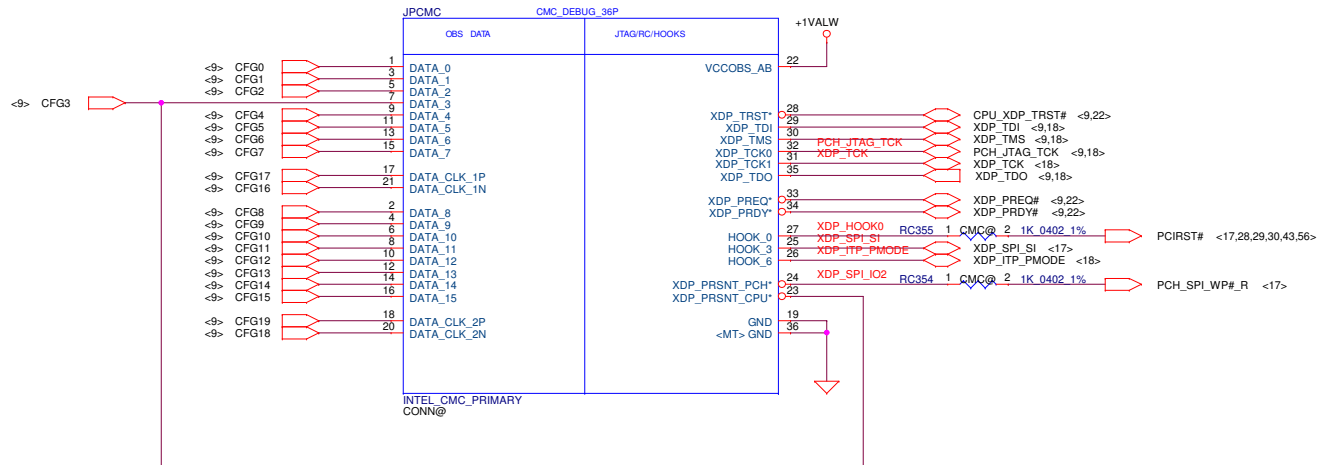 JPCMC CMC_DEBUG_36P
+1VALW
OBS DATA JTAG/RC/HOOKS
<9> CFG0 1 DATA_0 VCCOBS_AB 22
<9> CFG1 3 DATA_1
<9> CFG2 5 DATA_2
<9> CFG3 7 DATA_3
<9> CFG4 9 DATA_4 XDP_TRST* 28 CPU_XDP_TRST# <9,22>
<9> CFG5 11 DATA_5 XDP_TDI 29 XDP_TDI <9,18>
<9> CFG6 13 DATA_6 XDP_TMS 30 XDP_TMS <9,18>
<9> CFG7 15 DATA_7 XDP_TCK0 32 PCH_JTAG_TCK PCH_JTAG_TCK <9,18>
XDP_TCK1 31 XDP_TCK XDP_TCK <18>
<9> CFG17 17 DATA_CLK_1P XDP_TDO 35 XDP_TDO <9,18>
<9> CFG16 21 DATA_CLK_1N
XDP_PREQ* 33 XDP_PREQ# <9,22>
<9> CFG8 2 DATA_8 XDP_PRDY* 34 XDP_PRDY# <9,22>
<9> CFG9 4 DATA_9
<9> CFG10 6 DATA_10 HOOK_0 27 XDP_HOOK0 RC355 1 CMC@ 2 1K_0402_1% PCIRST# <17,28,29,30,43,56>
<9> CFG11 8 DATA_11 HOOK_3 25 XDP_SPI_SI XDP_SPI_SI <17>
<9> CFG12 10 DATA_12 HOOK_6 26 XDP_ITP_PMODE XDP_ITP_PMODE <18>
<9> CFG13 12 DATA_13
<9> CFG14 14 DATA_14 XDP_PRSNT_PCH* 24 XDP_SPI_IO2 RC354 1 CMC@ 2 1K_0402_1% PCH_SPI_WP#_R <17>
<9> CFG15 16 DATA_15 XDP_PRSNT_CPU* 23
<9> CFG19 18 DATA_CLK_2P GND 19
<9> CFG18 20 DATA_CLK_2N <MT> GND 36
INTEL_CMC_PRIMARY
CONN@